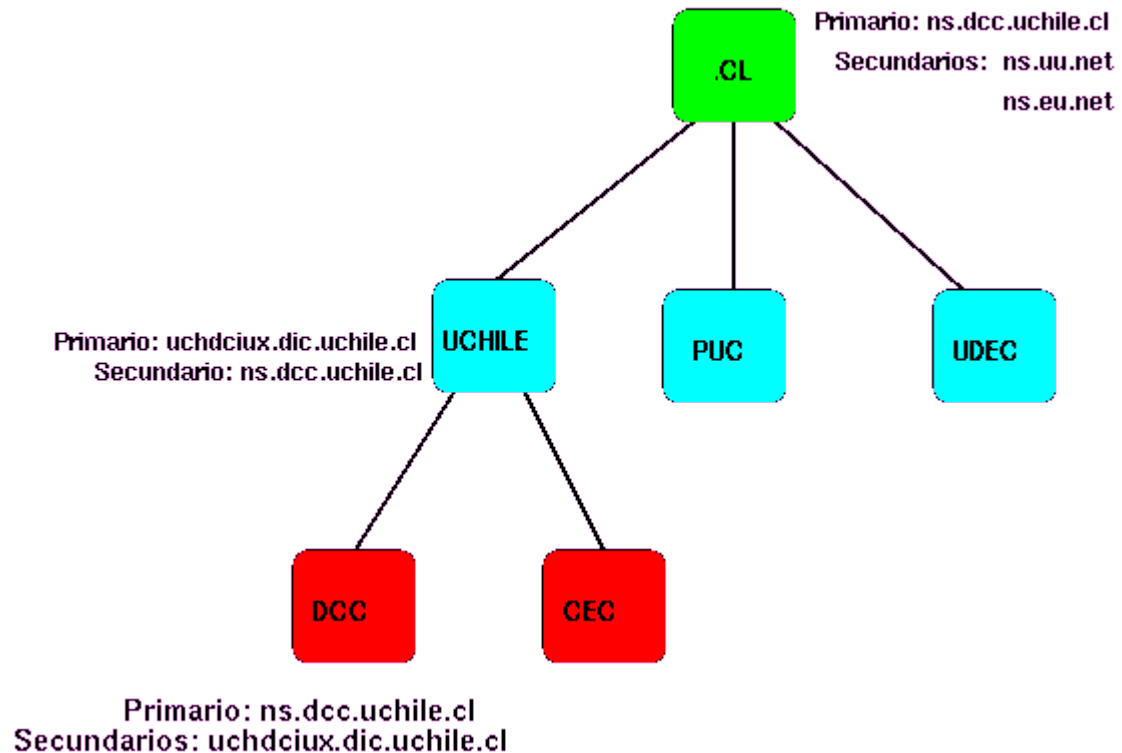 .CL
Primario: ns.dcc.uchile.cl
Secundarios: ns.uu.net
ns.eu.net
Primario: uchdciux.dic.uchile.cl
Secundario: ns.dcc.uchile.cl
UCHILE
PUC
UDEC
DCC
CEC
Primario: ns.dcc.uchile.cl
Secundarios: uchdciux.dic.uchile.cl